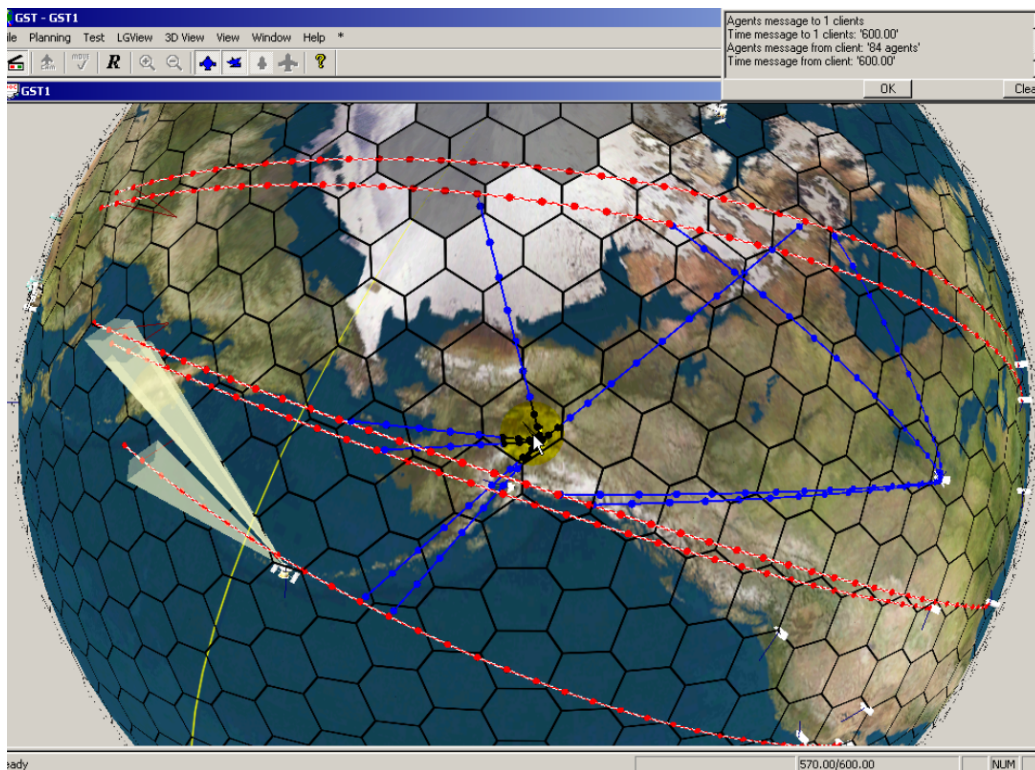 GST - GST1
ile Planning Test LGView 3D View View Window Help *
R ?
GST1
Agents message to 1 clients
Time message to 1 clients: '600.00'
Agents message from client: '84 agents'
Time message from client: '600.00'
OK Clea
eady 570.00/600.00 NUM